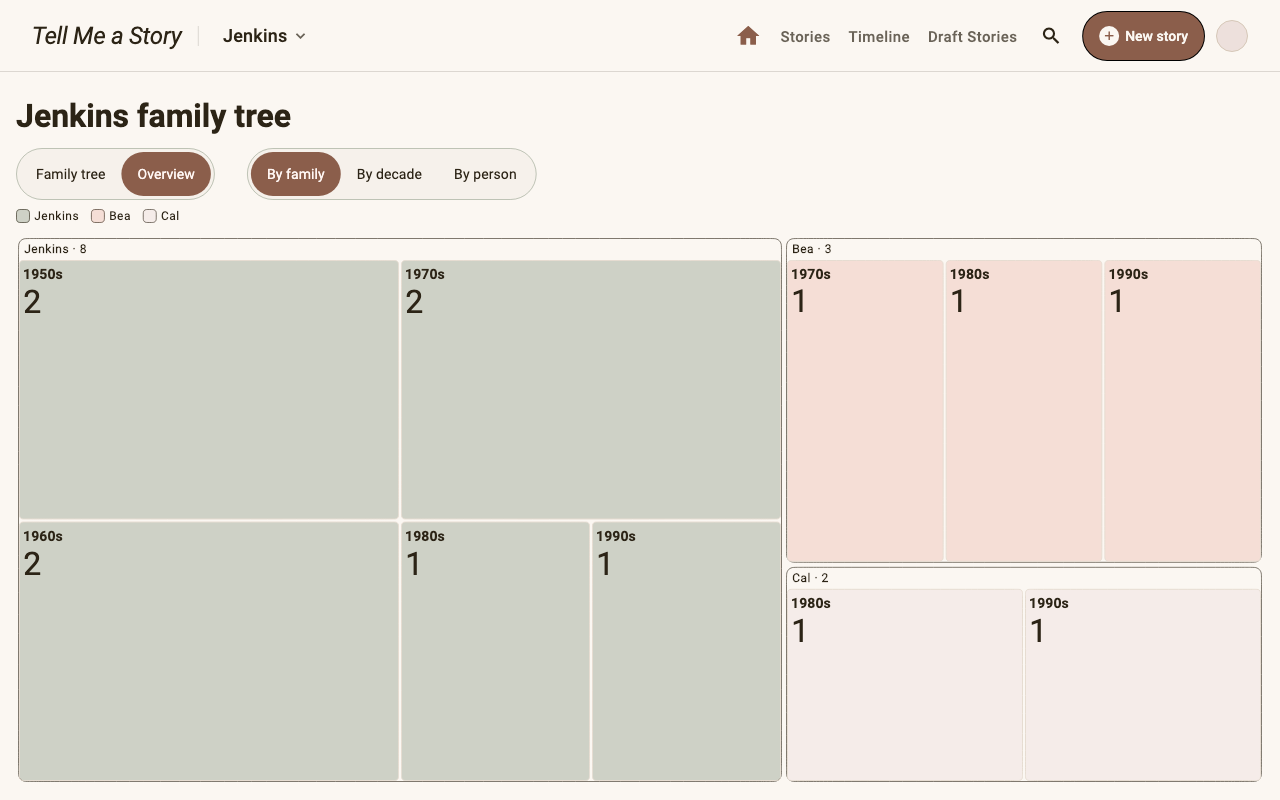 Tell Me a Story
Jenkins
Stories
Timeline
Draft Stories
New story
Jenkins family tree
Family tree
Overview
By family
By decade
By person
Jenkins
Bea
Cal
Jenkins · 8
1950s
2
1970s
2
1960s
2
1980s
1
1990s
1
Bea · 3
1970s
1
1980s
1
1990s
1
Cal · 2
1980s
1
1990s
1